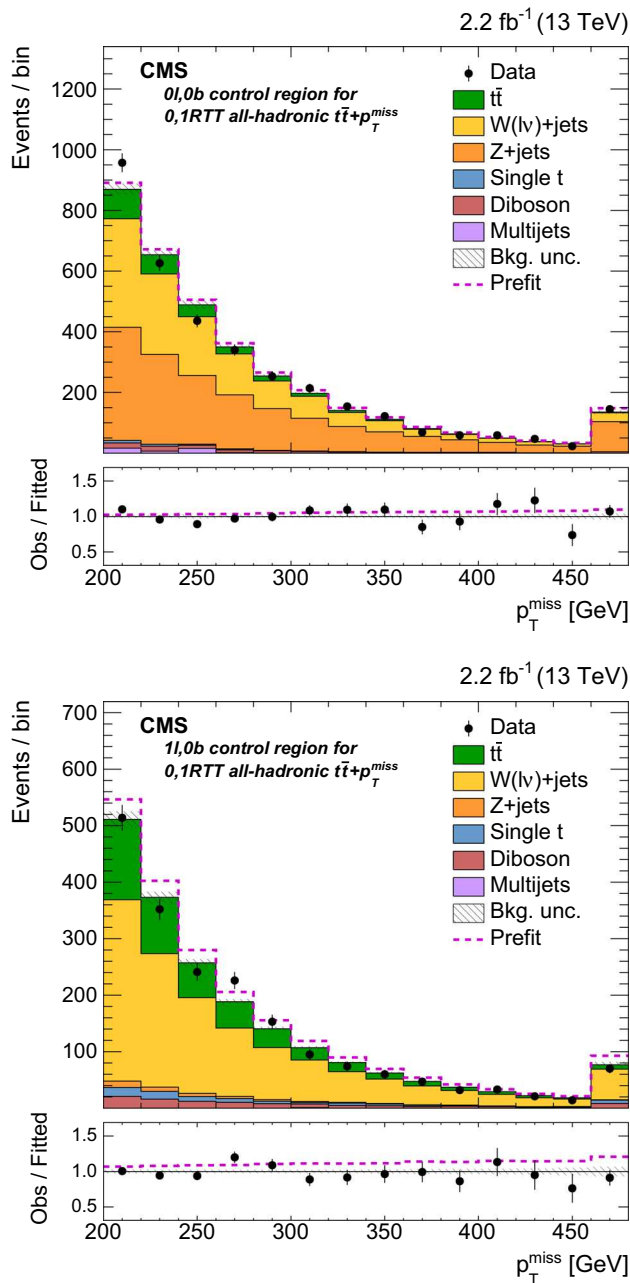 2.2 fb⁻¹ (13 TeV)
Events / bin
CMS
0l,0b control region for
0,1RTT all-hadronic tt̄+p_T^miss
Data
tt̄
W(lν)+jets
Z+jets
Single t
Diboson
Multijets
Bkg. unc.
Prefit
1200
1000
800
600
400
200
Obs / Fitted
1.5
1.0
0.5
200 250 300 350 400 450
p_T^miss [GeV]
2.2 fb⁻¹ (13 TeV)
Events / bin
CMS
1l,0b control region for
0,1RTT all-hadronic tt̄+p_T^miss
Data
tt̄
W(lν)+jets
Z+jets
Single t
Diboson
Multijets
Bkg. unc.
Prefit
700
600
500
400
300
200
100
Obs / Fitted
1.5
1.0
0.5
200 250 300 350 400 450
p_T^miss [GeV]